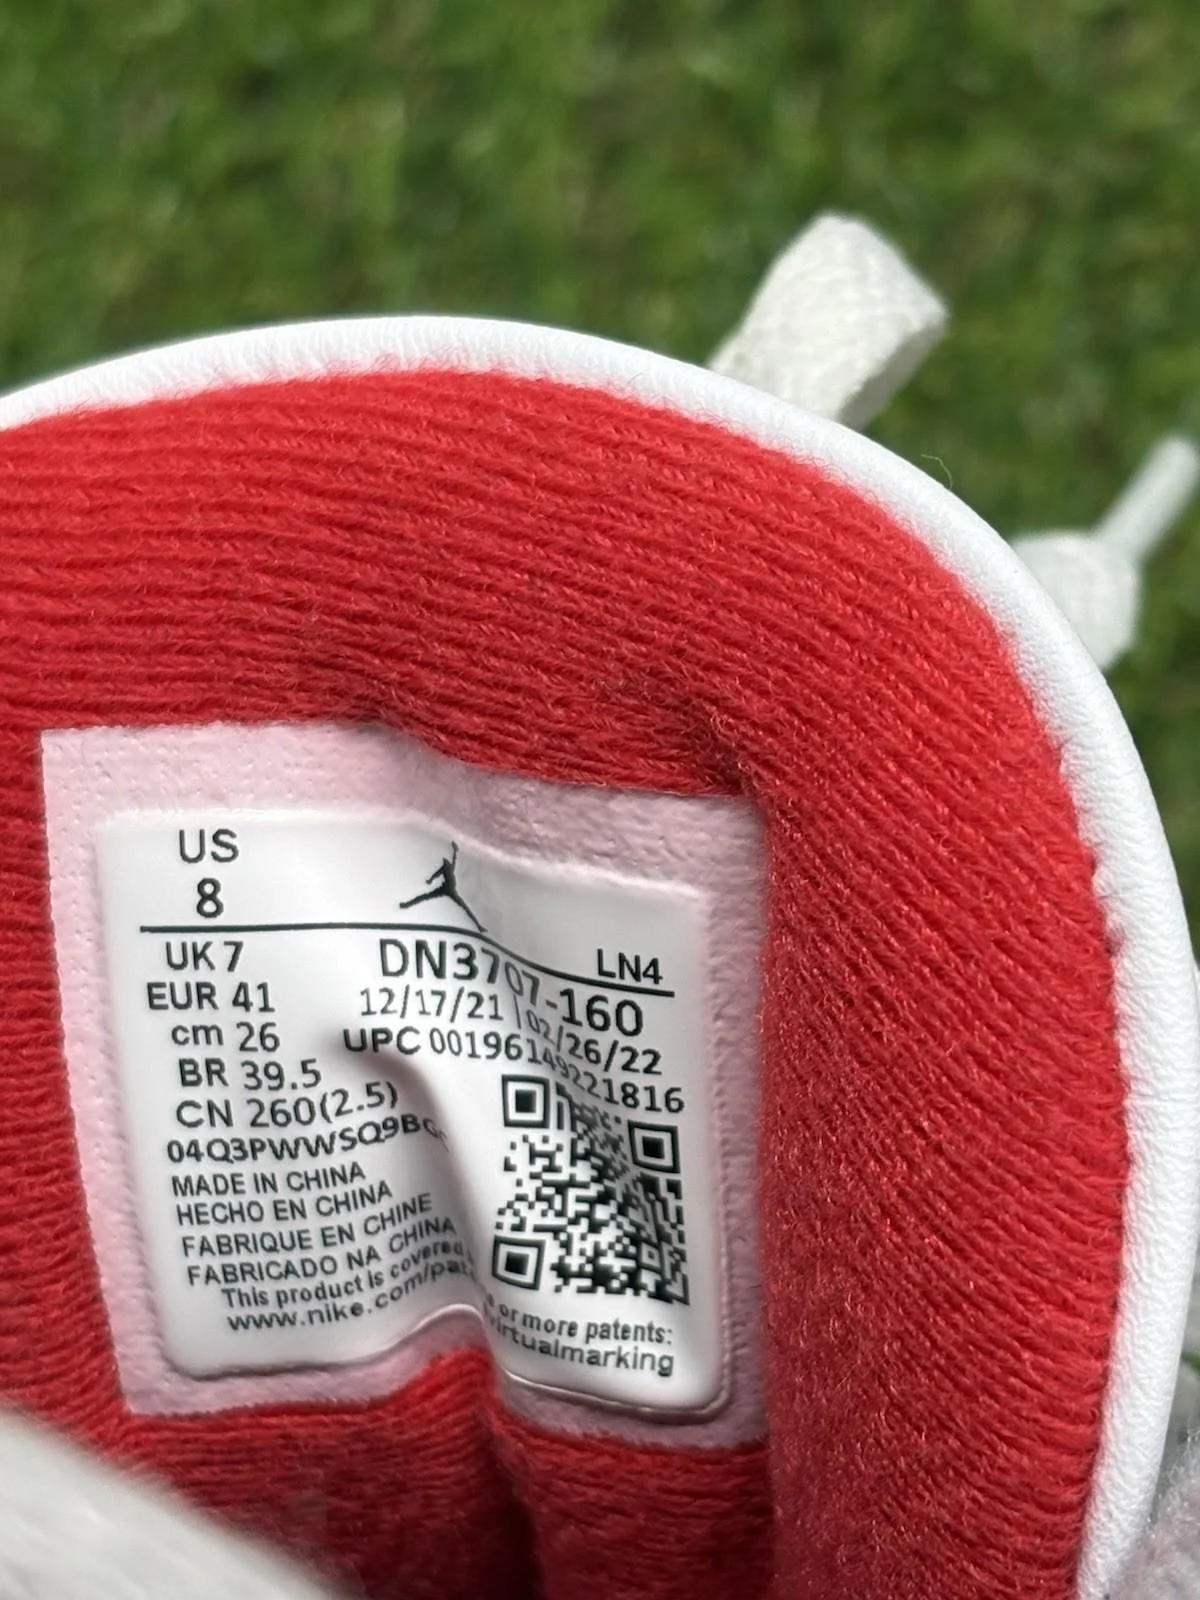 US
8
UK 7
LN4
EUR 41
DN3707-160
cm 26
12/17/21 | 02/26/22
BR 39.5
UPC 00196149221816
CN 260(2.5)
04Q3PWWSQ9BG
MADE IN CHINA
HECHO EN CHINA
FABRIQUE EN CHINE
FABRICADO NA CHINA
This product is covered or more patents:
www.nike.com/pat virtualmarking